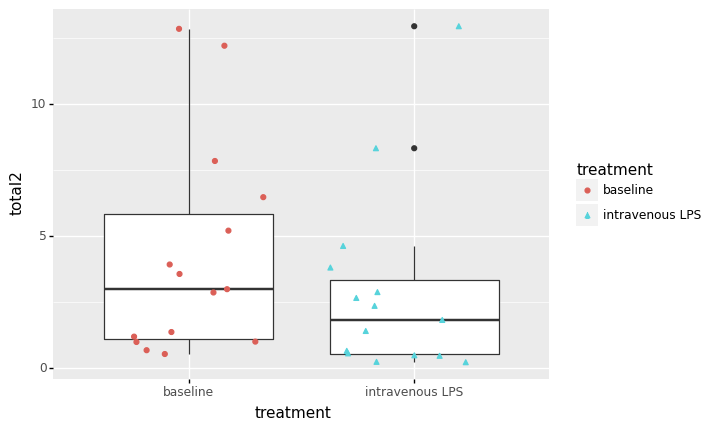 10
5
0
total2
baseline
intravenous LPS
treatment
treatment
baseline
intravenous LPS